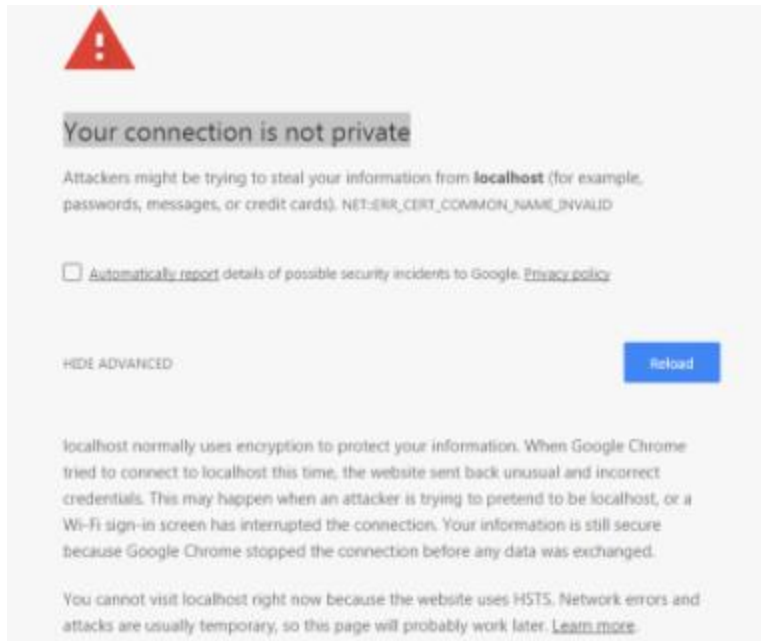 Your connection is not private
Attackers might be trying to steal your information from localhost (for example,
passwords, messages, or credit cards). NET::ERR_CERT_COMMON_NAME_INVALID
Automatically report details of possible security incidents to Google. Privacy policy
HIDE ADVANCED
Reload
localhost normally uses encryption to protect your information. When Google Chrome
tried to connect to localhost this time, the website sent back unusual and incorrect
credentials. This may happen when an attacker is trying to pretend to be localhost, or a
Wi-Fi sign-in screen has interrupted the connection. Your information is still secure
because Google Chrome stopped the connection before any data was exchanged.
You cannot visit localhost right now because the website uses HSTS. Network errors and
attacks are usually temporary, so this page will probably work later. Learn more.